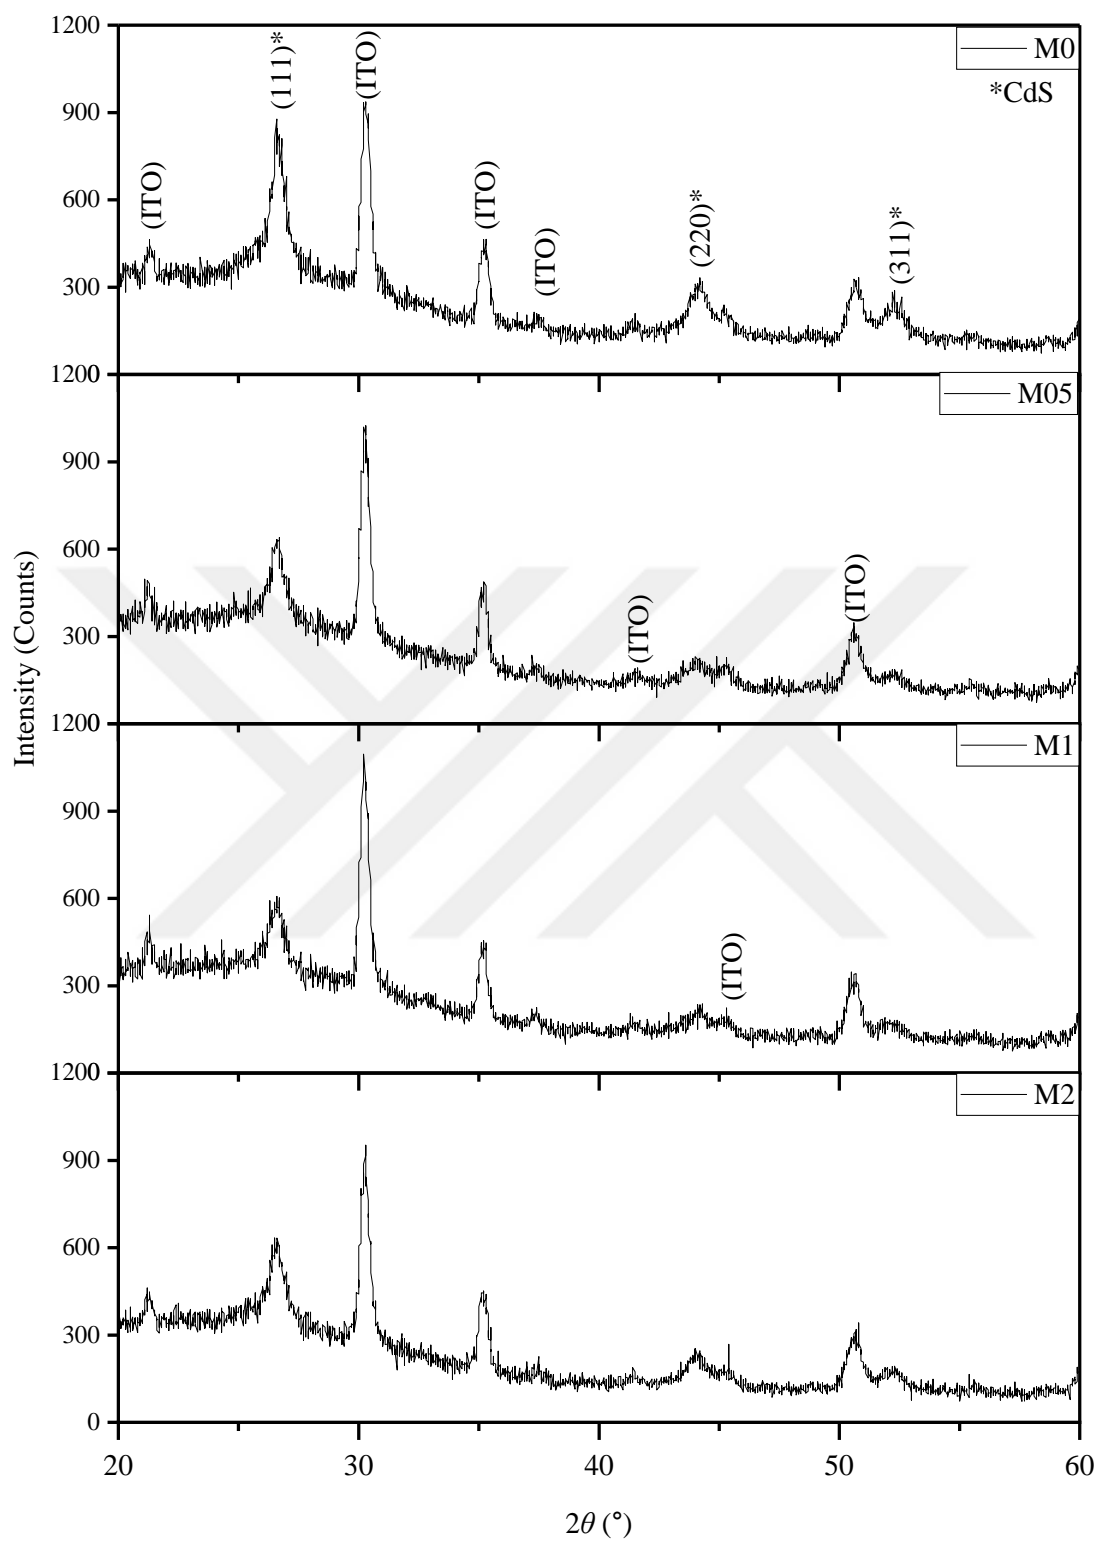 1200
900
600
300
(ITO)
(111)*
(ITO)
(ITO)
(ITO)
(220)*
(311)*
M0
*CdS
1200
900
600
300
(ITO)
(ITO)
M05
Intensity (Counts)
1200
900
600
300
(ITO)
M1
1200
900
600
300
0
M2
20
30
40
50
60
2θ (°)